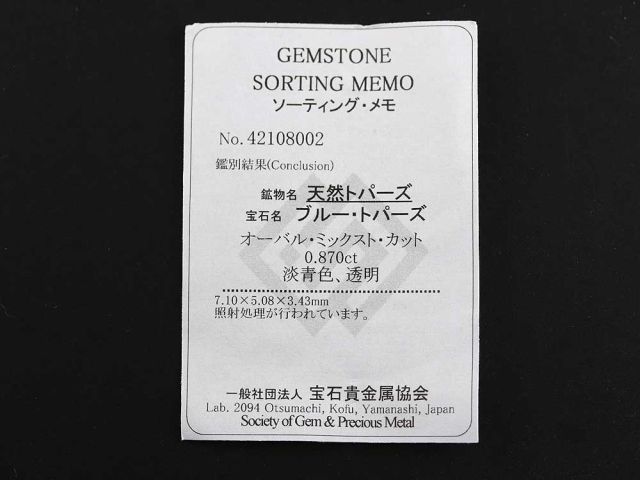 GEMSTONE
SORTING MEMO
ソーティング・メモ
No. 42108002
鑑別結果(Conclusion)
鉱物名 天然トパーズ
宝石名 ブルー・トパーズ
オーバル・ミックスト・カット
0.870ct
淡青色、透明
7.10×5.08×3.43mm
照射処理が行われています。
一般社団法人 宝石貴金属協会
Lab. 2094 Otsumachi, Kofu, Yamanashi, Japan
Society of Gem & Precious Metal